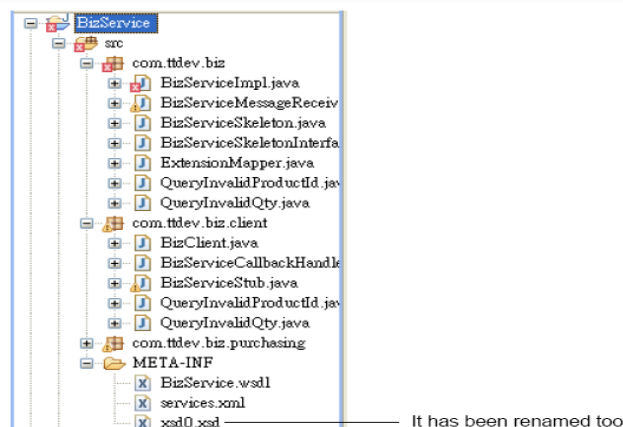 BizService
src
com.ttdev.biz
BizServiceImpl.java
BizServiceMessageReceiv
BizServiceSkeleton.java
BizServiceSkeletonInterfa
ExtensionMapper.java
QueryInvalidProductId.jav
QueryInvalidQty.java
com.ttdev.biz.client
BizClient.java
BizServiceCallbackHandle
BizServiceStub.java
QueryInvalidProductId.jav
QueryInvalidQty.java
com.ttdev.biz.purchasing
META-INF
BizService.wsdl
services.xml
xsd0.xsd It has been renamed too